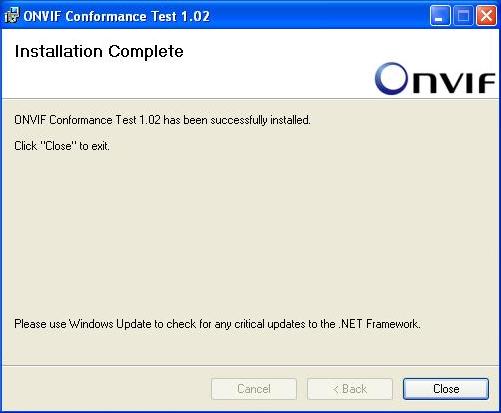 ONVIF Conformance Test 1.02
Installation Complete
Onvif
ONVIF Conformance Test 1.02 has been successfully installed.
Click "Close" to exit.
Please use Windows Update to check for any critical updates to the .NET Framework.
Cancel
< Back
Close